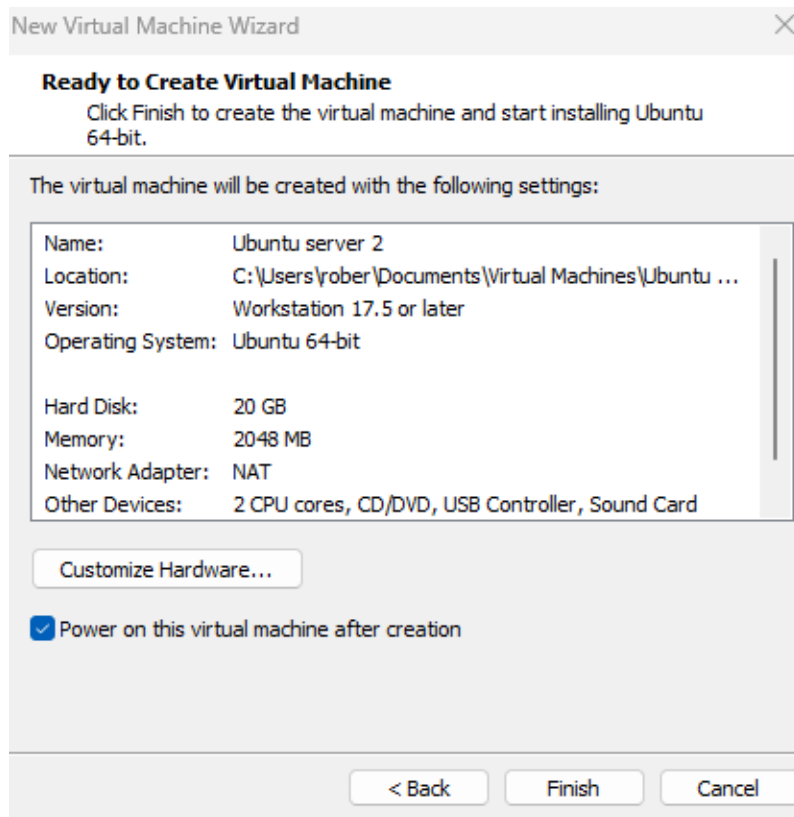 New Virtual Machine Wizard
Ready to Create Virtual Machine
Click Finish to create the virtual machine and start installing Ubuntu
64-bit.
The virtual machine will be created with the following settings:
Name: Ubuntu server 2
Location: C:\Users\rober\Documents\Virtual Machines\Ubuntu ...
Version: Workstation 17.5 or later
Operating System: Ubuntu 64-bit
Hard Disk: 20 GB
Memory: 2048 MB
Network Adapter: NAT
Other Devices: 2 CPU cores, CD/DVD, USB Controller, Sound Card
Customize Hardware...
Power on this virtual machine after creation
< Back Finish Cancel